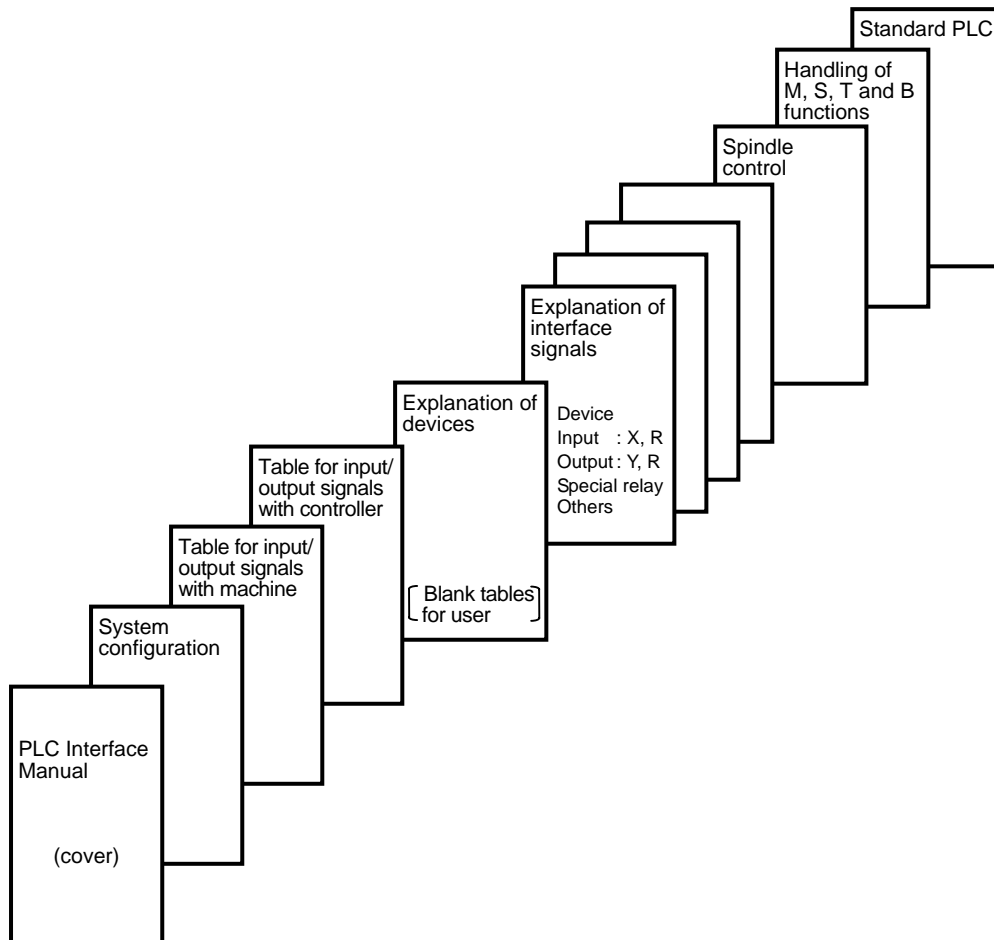 Standard PLC
Handling of
M, S, T and B
functions
Spindle
control
Explanation of
interface
signals
Device
Input : X, R
Output : Y, R
Special relay
Others
Explanation of
devices
[ Blank tables ]
for user
Table for input/
output signals
with controller
Table for input/
output signals
with machine
System
configuration
PLC Interface
Manual
(cover)